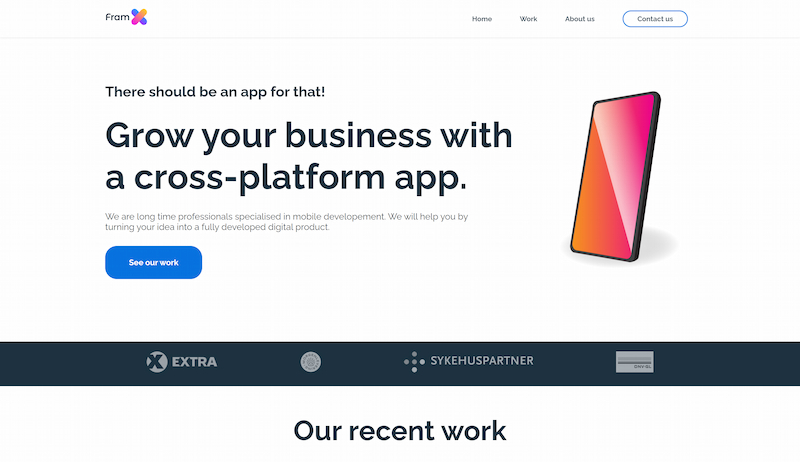 Fram
Home
Work
About us
Contact us
There should be an app for that!
Grow your business with
a cross-platform app.
We are long time professionals specialised in mobile developement. We will help you by
turning your idea into a fully developed digital product.
See our work
EXTRA
SYKEHUSPARTNER
DNV·GL
Our recent work